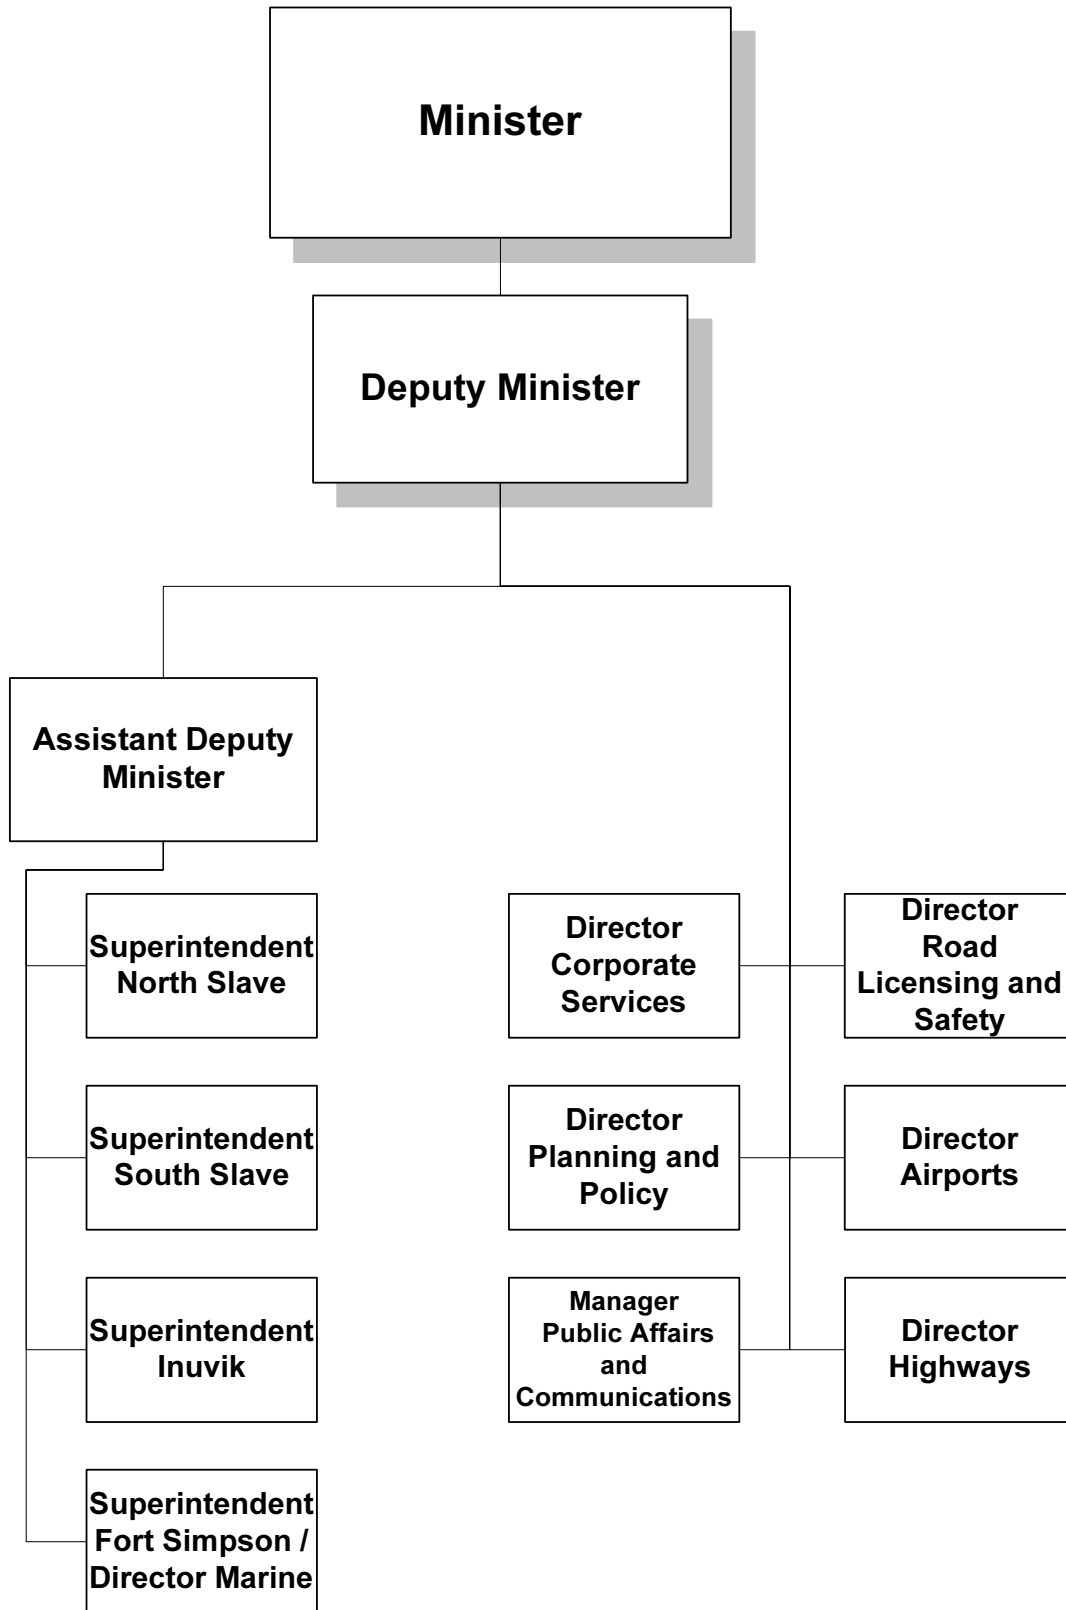 Minister
Deputy Minister
Assistant Deputy
Minister
Superintendent
North Slave
Superintendent
South Slave
Superintendent
Inuvik
Superintendent
Fort Simpson /
Director Marine
Director
Corporate
Services
Director
Planning and
Policy
Manager
Public Affairs
and
Communications
Director
Road
Licensing and
Safety
Director
Airports
Director
Highways